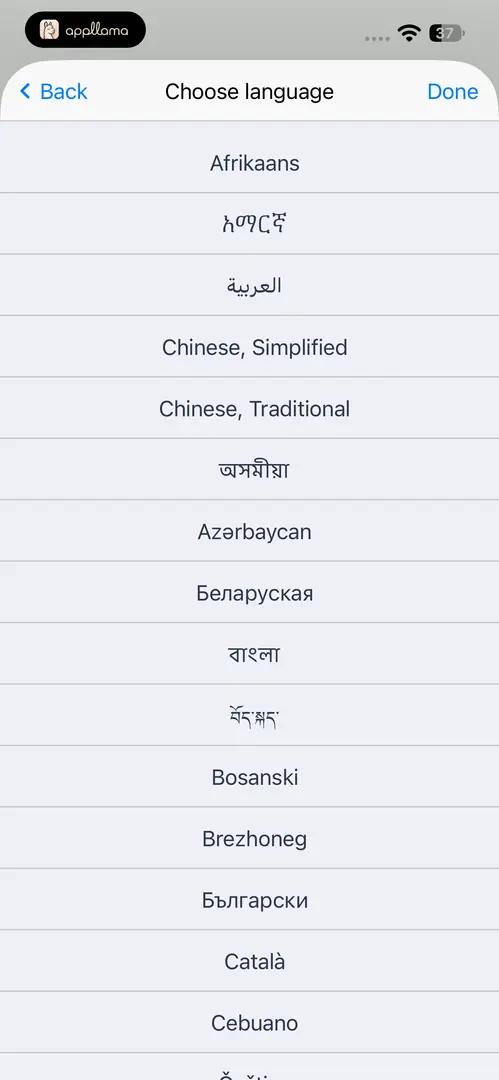 appllama
37
Back
Choose language
Done
Afrikaans
አማርኛ
العربية
Chinese, Simplified
Chinese, Traditional
অসমীয়া
Azərbaycan
Беларуская
বাংলা
བོད་སྐད་
Bosanski
Brezhoneg
Български
Català
Cebuano